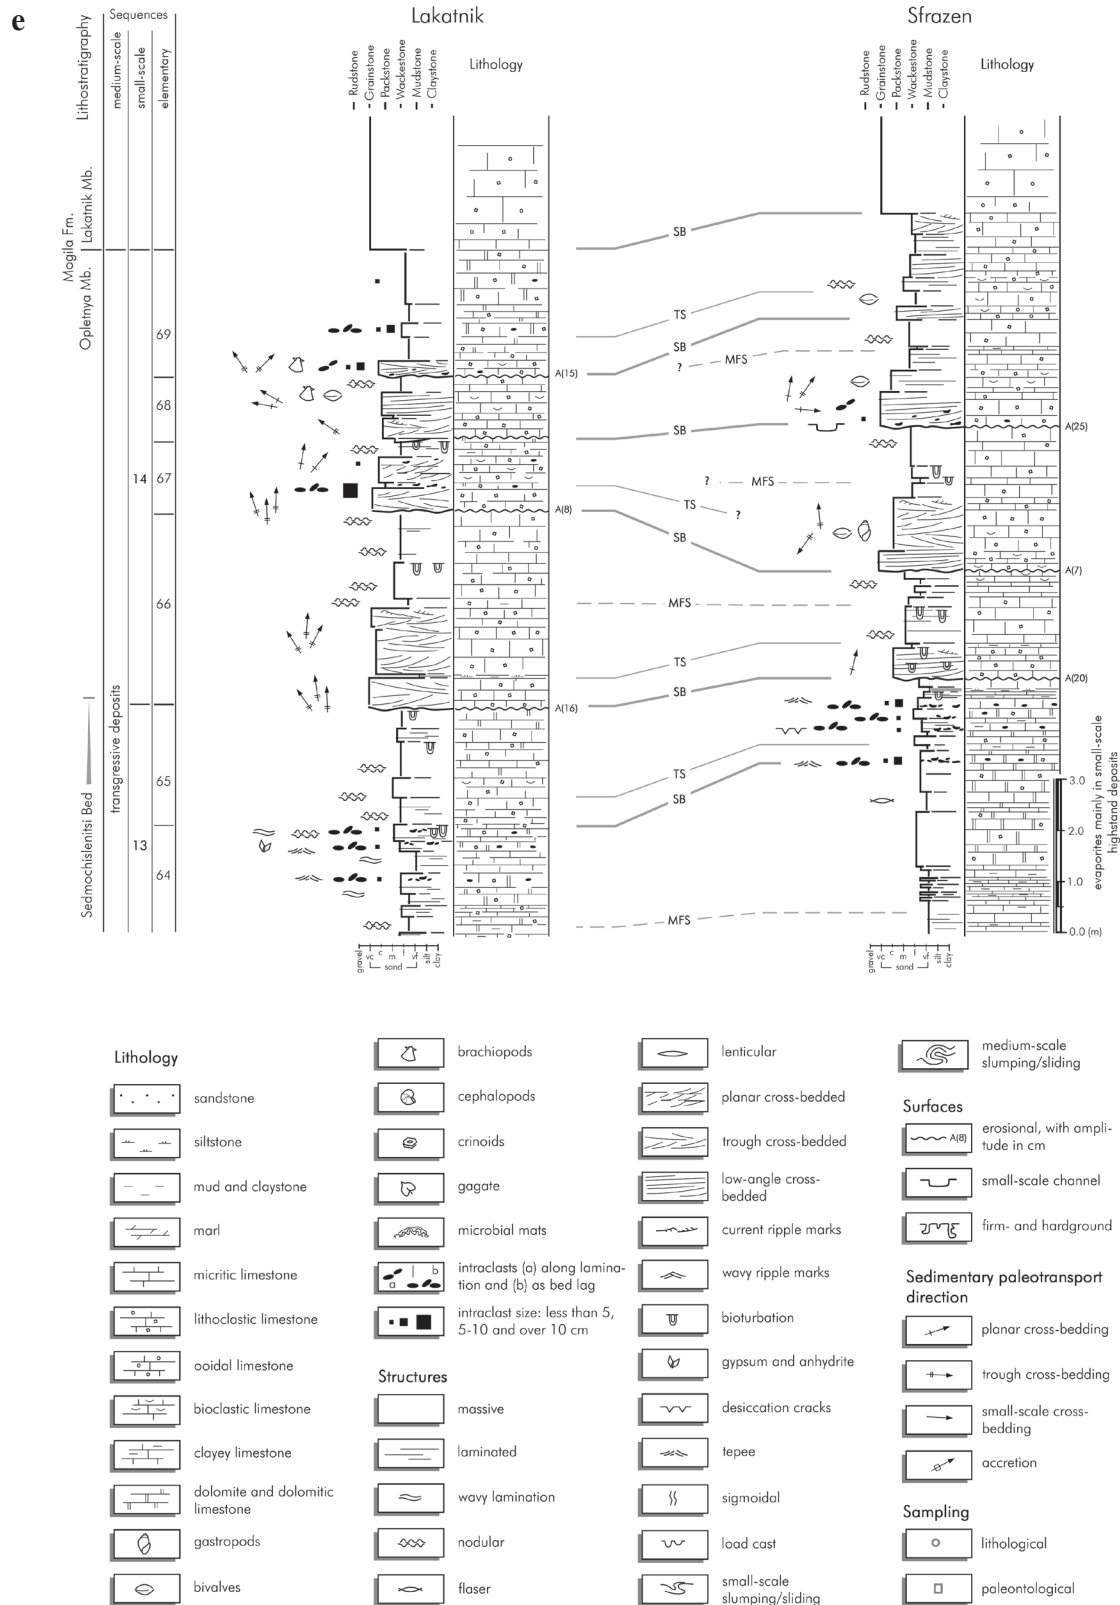 e
Sequences
Lithostratigraphy
medium-scale
small-scale
elementary
Lakatnik
Rudstone
Grainstone
Packstone
Wackestone
Mudstone
Claystone
Lithology
Sfrazen
Rudstone
Grainstone
Packstone
Wackestone
Mudstone
Claystone
Lithology
Mogila Fm.
Lakatnik Mb.
Opletnya Mb.
Sedmochislenitsi Bed
transgressive deposits
14
13
69
68
67
66
65
64
A(15)
A(8)
A(16)
SB
TS
SB
? MFS
SB
? MFS
TS ?
SB
MFS
TS
SB
TS
SB
MFS
A(25)
A(7)
A(20)
3.0
2.0
1.0
0.0 (m)
evaporites mainly in small-scale
highstand deposits
gravel
vc
c
m
f
vf
silt
clay
sand
gravel
vc
c
m
f
vf
silt
clay
sand
Lithology
sandstone
siltstone
mud and claystone
marl
micritic limestone
lithoclastic limestone
ooidal limestone
bioclastic limestone
clayey limestone
dolomite and dolomitic
limestone
gastropods
bivalves
brachiopods
cephalopods
crinoids
gagate
microbial mats
a b
intraclasts (a) along lamina-
tion and (b) as bed lag
intraclast size: less than 5,
5-10 and over 10 cm
Structures
massive
laminated
wavy lamination
nodular
flaser
lenticular
planar cross-bedded
trough cross-bedded
low-angle cross-
bedded
current ripple marks
wavy ripple marks
bioturbation
gypsum and anhydrite
desiccation cracks
tepee
sigmoidal
load cast
small-scale
slumping/sliding
medium-scale
slumping/sliding
Surfaces
A(8)
erosional, with ampli-
tude in cm
small-scale channel
firm- and hardground
Sedimentary paleotransport
direction
planar cross-bedding
trough cross-bedding
small-scale cross-
bedding
accretion
Sampling
lithological
paleontological